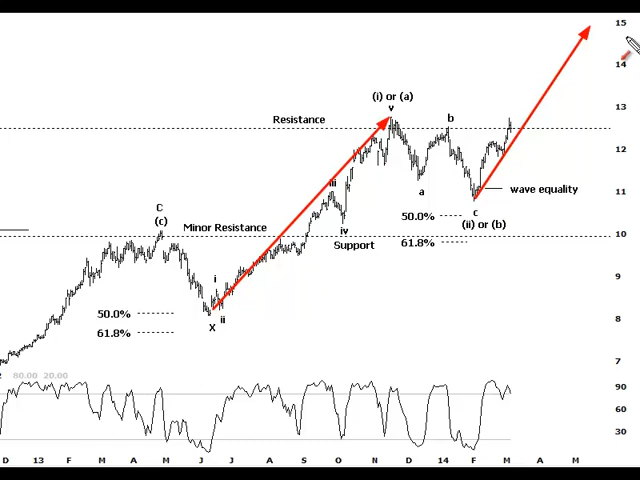 15
14
(i) or (a)
v
13
Resistance
b
12
iii
a
wave equality
11
C
(c)
50.0%
c
(ii) or (b)
Minor Resistance
iv
10
Support
61.8%
i
9
50.0%
ii
8
X
61.8%
7
2 80.00 20.00
90
60
30
D 13 F M A M J J A S O N D 14 F M A M